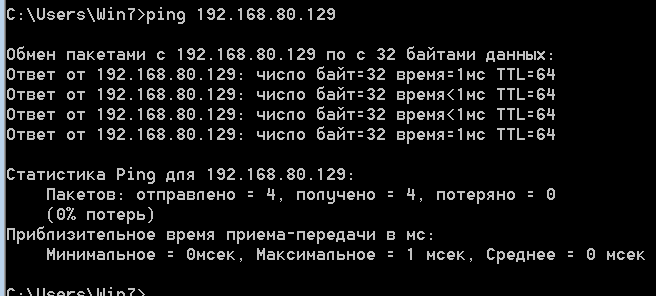 C:\Users\Win7>ping 192.168.80.129
Обмен пакетами с 192.168.80.129 по с 32 байтами данных:
Ответ от 192.168.80.129: число байт=32 время=1мс TTL=64
Ответ от 192.168.80.129: число байт=32 время<1мс TTL=64
Ответ от 192.168.80.129: число байт=32 время<1мс TTL=64
Ответ от 192.168.80.129: число байт=32 время=1мс TTL=64
Статистика Ping для 192.168.80.129:
Пакетов: отправлено = 4, получено = 4, потеряно = 0
(0% потерь)
Приблизительное время приема-передачи в мс:
Минимальное = 0мсек, Максимальное = 1 мсек, Среднее = 0 мсек
C:\Users\Win7>